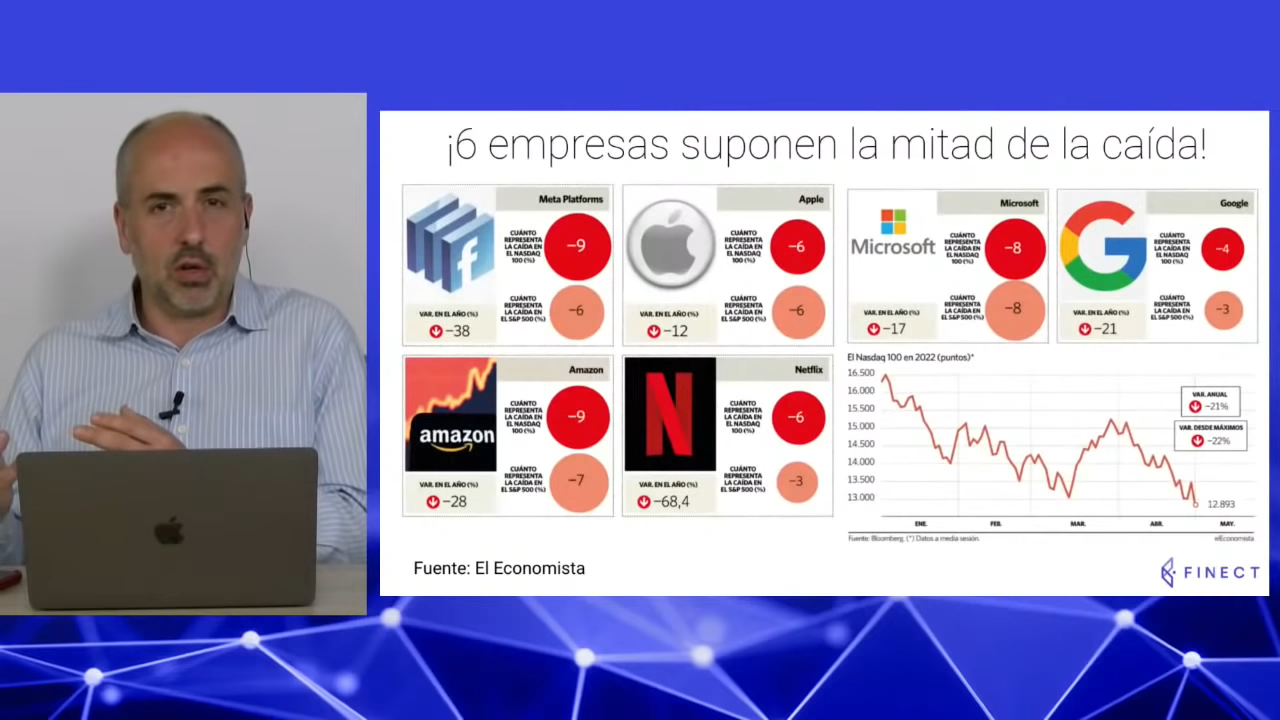 ¡6 empresas suponen la mitad de la caída!
Meta Platforms
CUÁNTO
REPRESENTA
LA CAÍDA EN
EL NASDAQ
100 (%)
−9
CUÁNTO
REPRESENTA
LA CAÍDA EN
EL S&P 500 (%)
−6
VAR. EN EL AÑO (%)
−38
Apple
CUÁNTO
REPRESENTA
LA CAÍDA EN
EL NASDAQ
100 (%)
−6
CUÁNTO
REPRESENTA
LA CAÍDA EN
EL S&P 500 (%)
−6
VAR. EN EL AÑO (%)
−12
Microsoft
Microsoft
CUÁNTO
REPRESENTA
LA CAÍDA EN
EL NASDAQ
100 (%)
−8
CUÁNTO
REPRESENTA
LA CAÍDA EN
EL S&P 500 (%)
−8
VAR. EN EL AÑO (%)
−17
Google
G
CUÁNTO
REPRESENTA
LA CAÍDA EN
EL NASDAQ
100 (%)
−4
CUÁNTO
REPRESENTA
LA CAÍDA EN
EL S&P 500 (%)
−3
VAR. EN EL AÑO (%)
−21
Amazon
amazon
CUÁNTO
REPRESENTA
LA CAÍDA EN
EL NASDAQ
100 (%)
−9
CUÁNTO
REPRESENTA
LA CAÍDA EN
EL S&P 500 (%)
−7
VAR. EN EL AÑO (%)
−28
Netflix
N
CUÁNTO
REPRESENTA
LA CAÍDA EN
EL NASDAQ
100 (%)
−6
CUÁNTO
REPRESENTA
LA CAÍDA EN
EL S&P 500 (%)
−3
VAR. EN EL AÑO (%)
−68,4
El Nasdaq 100 en 2022 (puntos)*
16.500
16.000
15.500
15.000
14.500
14.000
13.500
13.000
VAR. ANUAL
−21%
VAR. DESDE MÁXIMOS
−22%
12.893
ENE. FEB. MAR. ABR. MAY.
Fuente: Bloomberg. (*) Datos a media sesión. elEconomista
Fuente: El Economista
FINECT